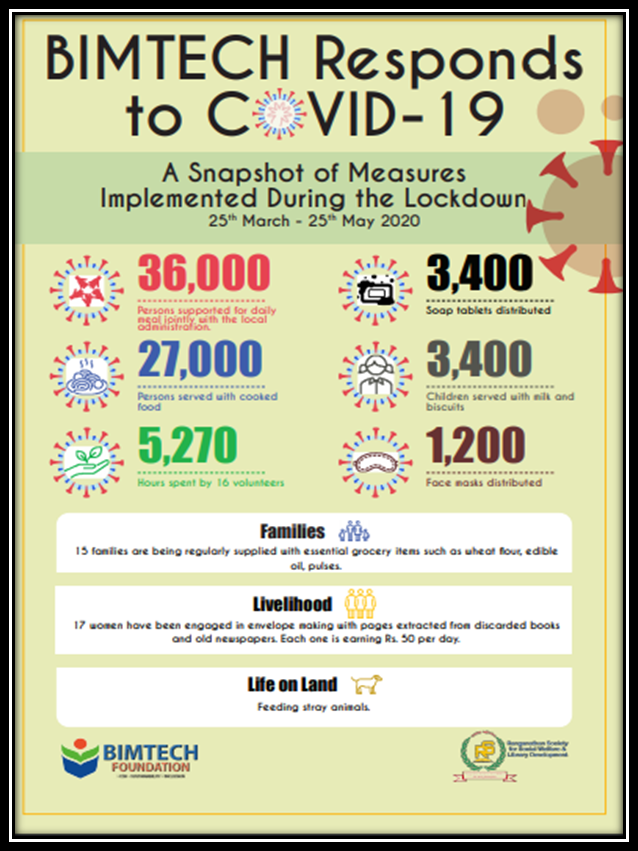 BIMTECH Responds
to COVID-19
A Snapshot of Measures
Implemented During the Lockdown
25th March - 25th May 2020
36,000
Persons supported for daily
meal jointly with the local
administration.
3,400
Soap tablets distributed
27,000
Persons served with cooked
food
3,400
Children served with milk and
biscuits
5,270
Hours spent by 16 volunteers
1,200
Face masks distributed
Families
15 families are being regularly supplied with essential grocery items such as wheat flour, edible
oil, pulses.
Livelihood
17 women have been engaged in envelope making with pages extracted from discarded books
and old newspapers. Each one is earning Rs. 50 per day.
Life on Land
Feeding stray animals.
BIMTECH
FOUNDATION
Ranganathan Society
for Social Welfare &
Library Development